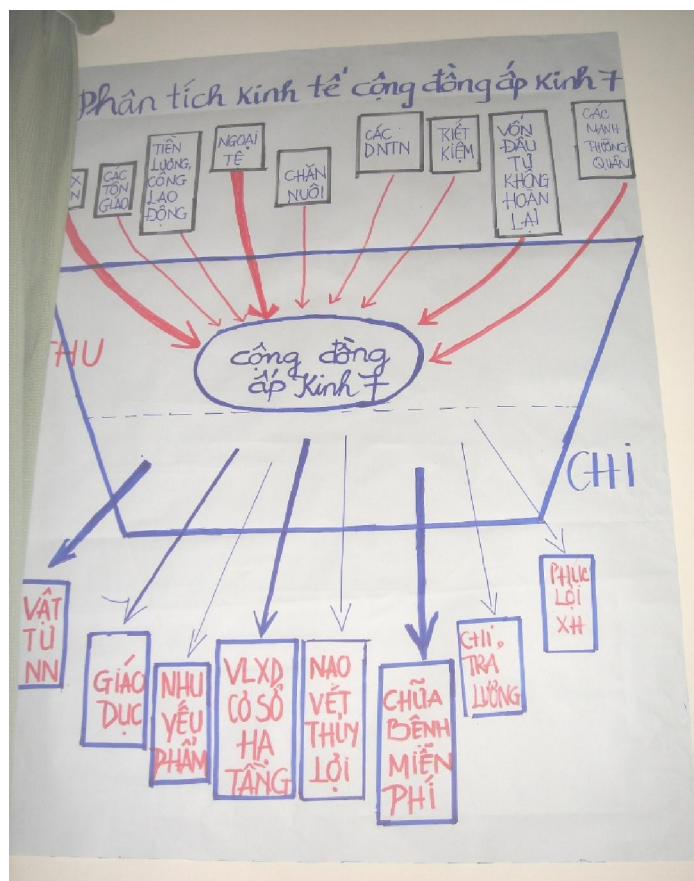 Phân tích kinh tế cộng đồng ấp Kinh 7
X
N
CÁC
TÔN
GIÁO
TIỀN
LƯƠNG,
CÔNG
LAO
ĐỘNG
NGOẠI
TỆ
CHĂN
NUÔI
CÁC
DNTN
TIẾT
KIỆM
VỐN
ĐẦU
TƯ
KHÔNG
HOÀN
LẠI
CÁC
MẠNH
THƯỜNG
QUÂN
THU
cộng đồng
ấp Kinh 7
CHI
VẬT
TƯ
NN
GIÁO
DỤC
NHU
YẾU
PHẨM
VLXD
CƠ SỞ
HẠ
TẦNG
NẠO
VÉT
THỦY
LỢI
CHỮA
BỆNH
MIỄN
PHÍ
CHI,
TRẢ
LƯƠNG
PHÚC
LỢI
XH